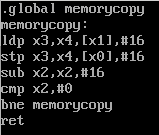 .global memorycopy
memorycopy:
ldp x3,x4,[x1],#16
stp x3,x4,[x0],#16
sub x2,x2,#16
cmp x2,#0
bne memorycopy
ret